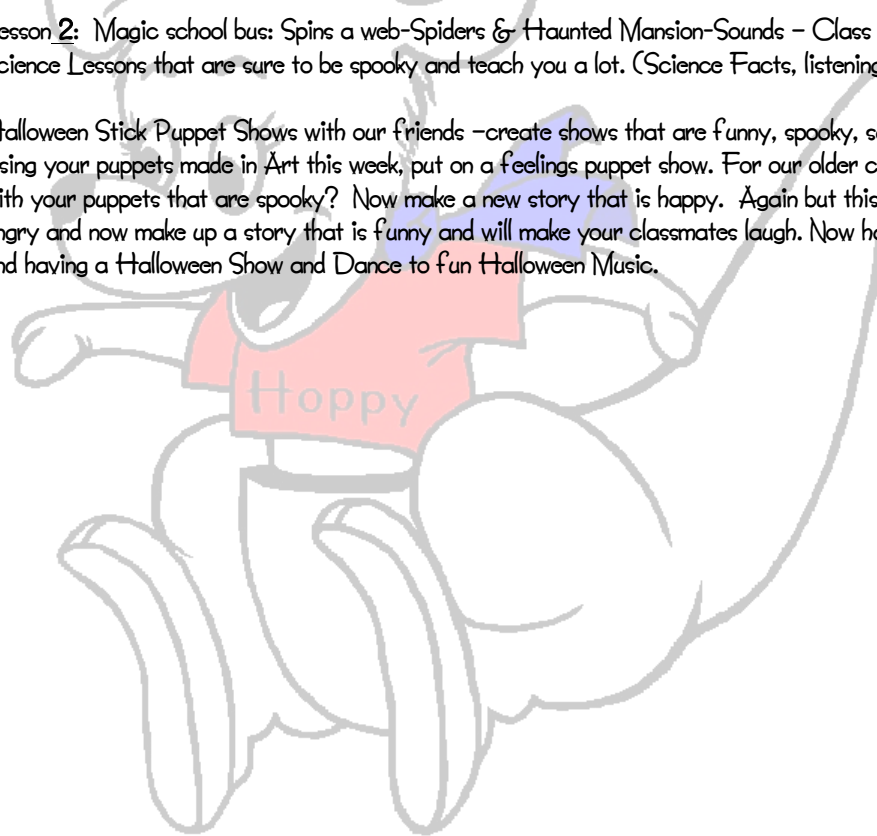 esson 2: Magic school bus: Spins a web-Spiders & Haunted Mansion-Sounds – Class
cience Lessons that are sure to be spooky and teach you a lot. (Science Facts, listening
alloween Stick Puppet Shows with our friends –create shows that are funny, spooky, s
sing your puppets made in Art this week, put on a feelings puppet show. For our older c
ith your puppets that are spooky? Now make a new story that is happy. Again but this
ngry and now make up a story that is funny and will make your classmates laugh. Now h
nd having a Halloween Show and Dance to fun Halloween Music.
Hoppy